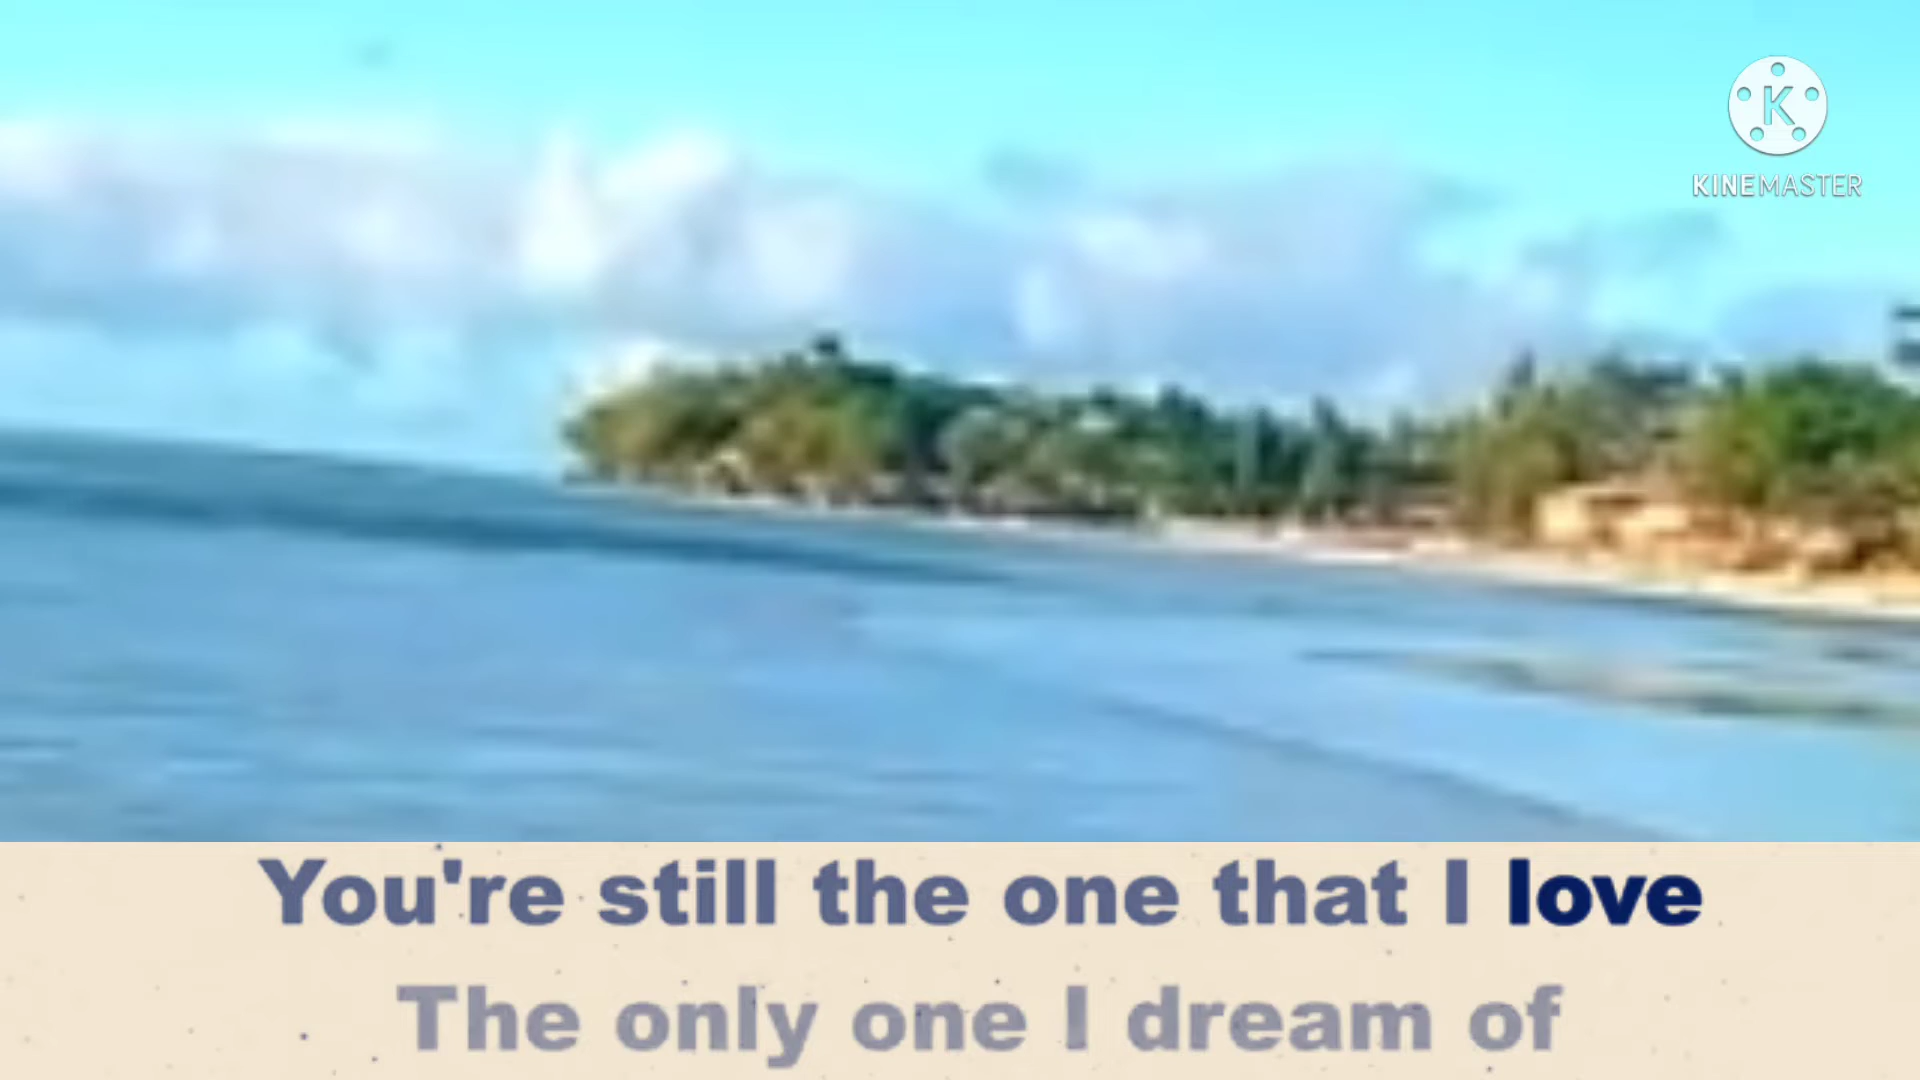 K
KINEMASTER
You're still the one that I love
The only one I dream of